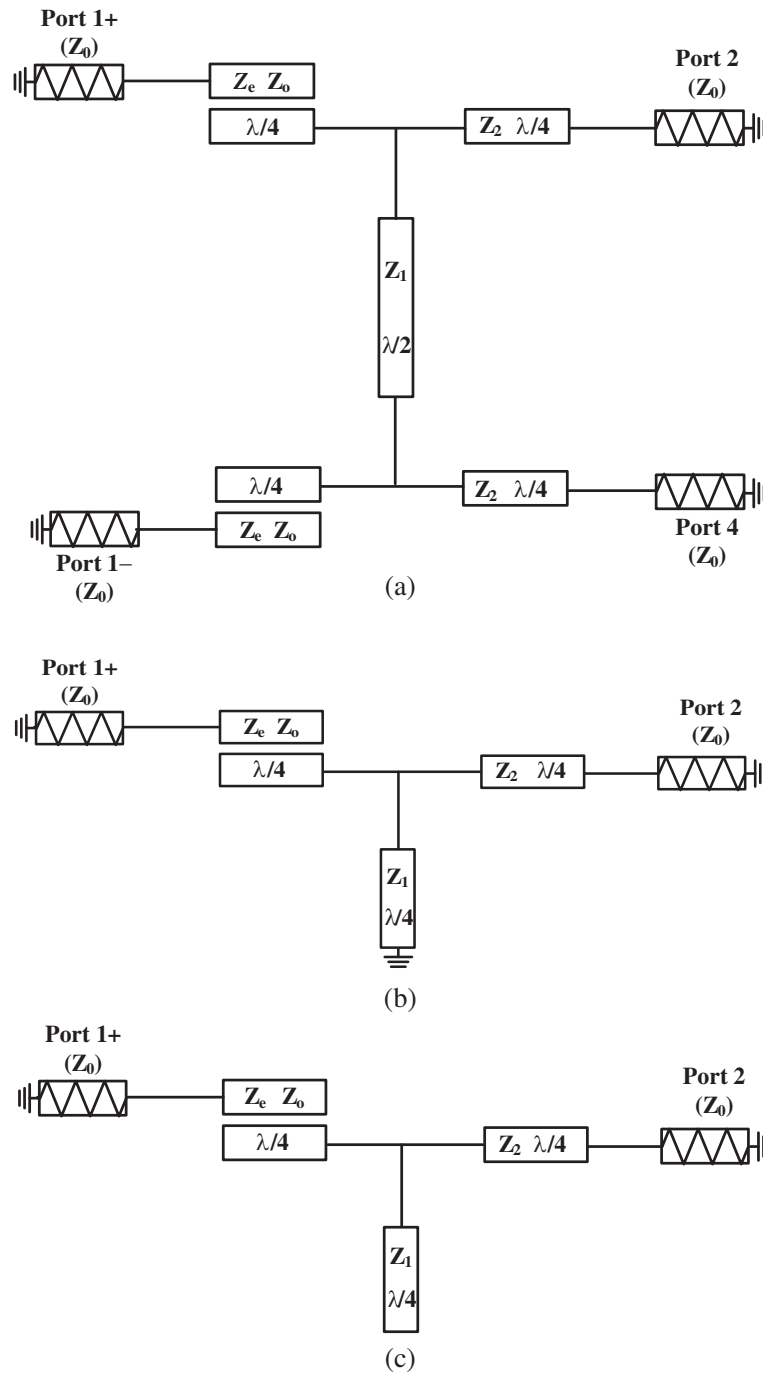 Port 1+
(Z₀)
Zₑ Zₒ
λ/4
Port 2
(Z₀)
Z₂ λ/4
Z₁
λ/2
λ/4
Zₑ Zₒ
Port 1–
(Z₀)
Z₂ λ/4
Port 4
(Z₀)
(a)
Port 1+
(Z₀)
Zₑ Zₒ
λ/4
Port 2
(Z₀)
Z₂ λ/4
Z₁
λ/4
(b)
Port 1+
(Z₀)
Zₑ Zₒ
λ/4
Port 2
(Z₀)
Z₂ λ/4
Z₁
λ/4
(c)